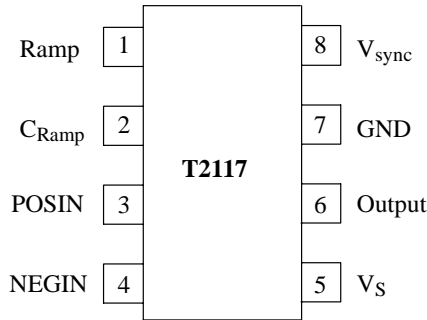 Ramp 1 8 Vsync
CRamp 2 7 GND
T2117
POSIN 3 6 Output
NEGIN 4 5 VS